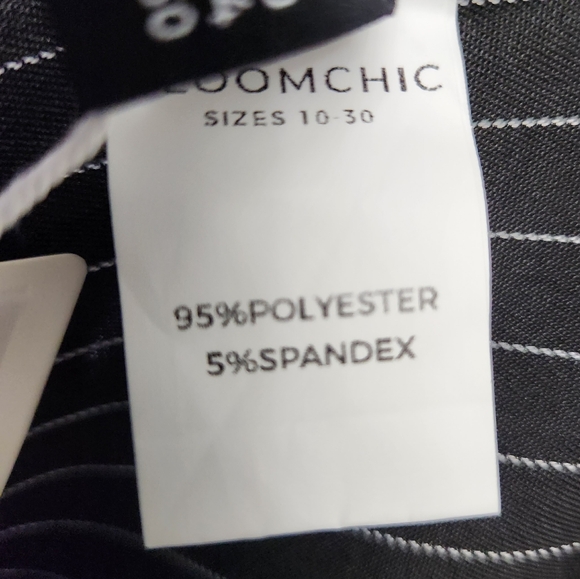 LOOMCHIC
SIZES 10-30
95%POLYESTER
5%SPANDEX